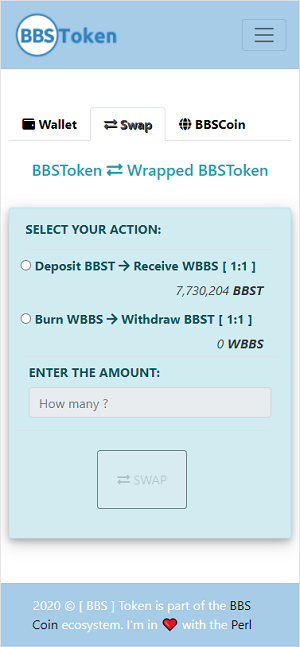 BBSToken
Wallet Swap BBSCoin
BBSToken ⇄ Wrapped BBSToken
SELECT YOUR ACTION:
Deposit BBST → Receive WBBS [ 1:1 ]
7,730,204 BBST
Burn WBBS → Withdraw BBST [ 1:1 ]
0 WBBS
ENTER THE AMOUNT:
How many ?
⇄ SWAP
2020 © [ BBS ] Token is part of the BBS
Coin ecosystem. I'm in ❤ with the Perl